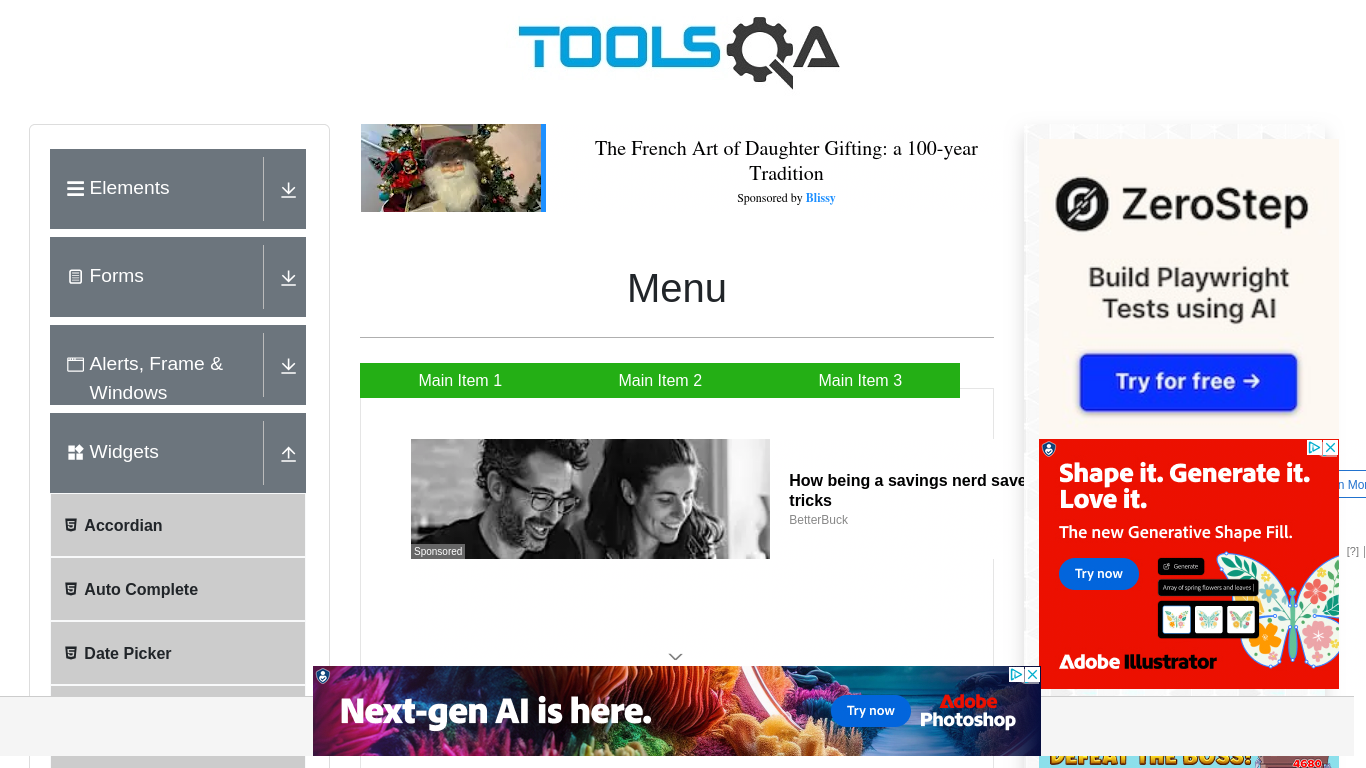 TOOLSQA
Elements
Forms
Alerts, Frame &
Windows
Widgets
Accordian
Auto Complete
Date Picker
The French Art of Daughter Gifting: a 100-year
Tradition
Sponsored by Blissy
Menu
Main Item 1
Main Item 2
Main Item 3
Sponsored
How being a savings nerd save
tricks
BetterBuck
ZeroStep
Build Playwright
Tests using AI
Try for free →
Shape it. Generate it.
Love it.
The new Generative Shape Fill.
Try now
Generate
Array of spring flowers and leaves
Adobe Illustrator
n Mor
[?]
Next-gen AI is here.
Try now
Adobe
Photoshop
DEFEAT THE BOSS!
4680